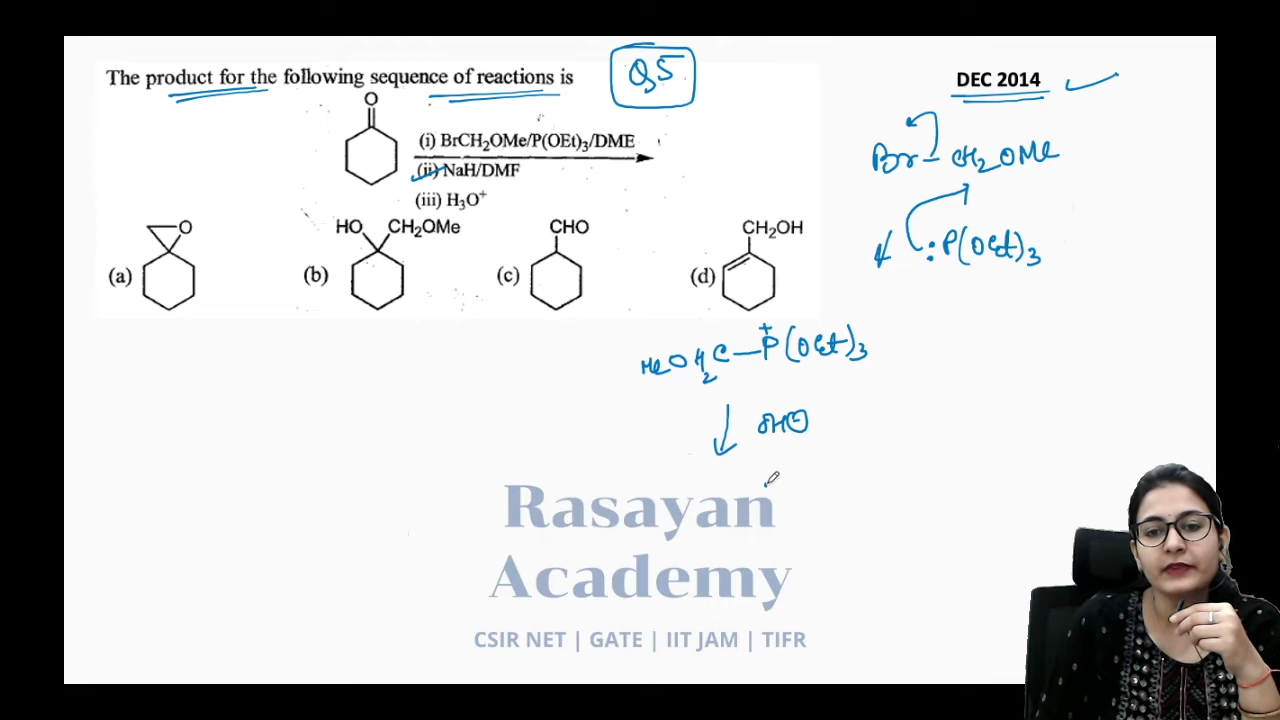 The product for the following sequence of reactions is
Q5
DEC 2014
O
(i) BrCH₂OMe/P(OEt)₃/DME
(ii) NaH/DMF
(iii) H₃O⁺
Br–CH₂OMe
:P(OEt)₃
(a)
O
(b)
HO CH₂OMe
(c)
CHO
(d)
CH₂OH
MeOH₂C–P⁺(OEt)₃
Rasayan
Academy
CSIR NET | GATE | IIT JAM | TIFR